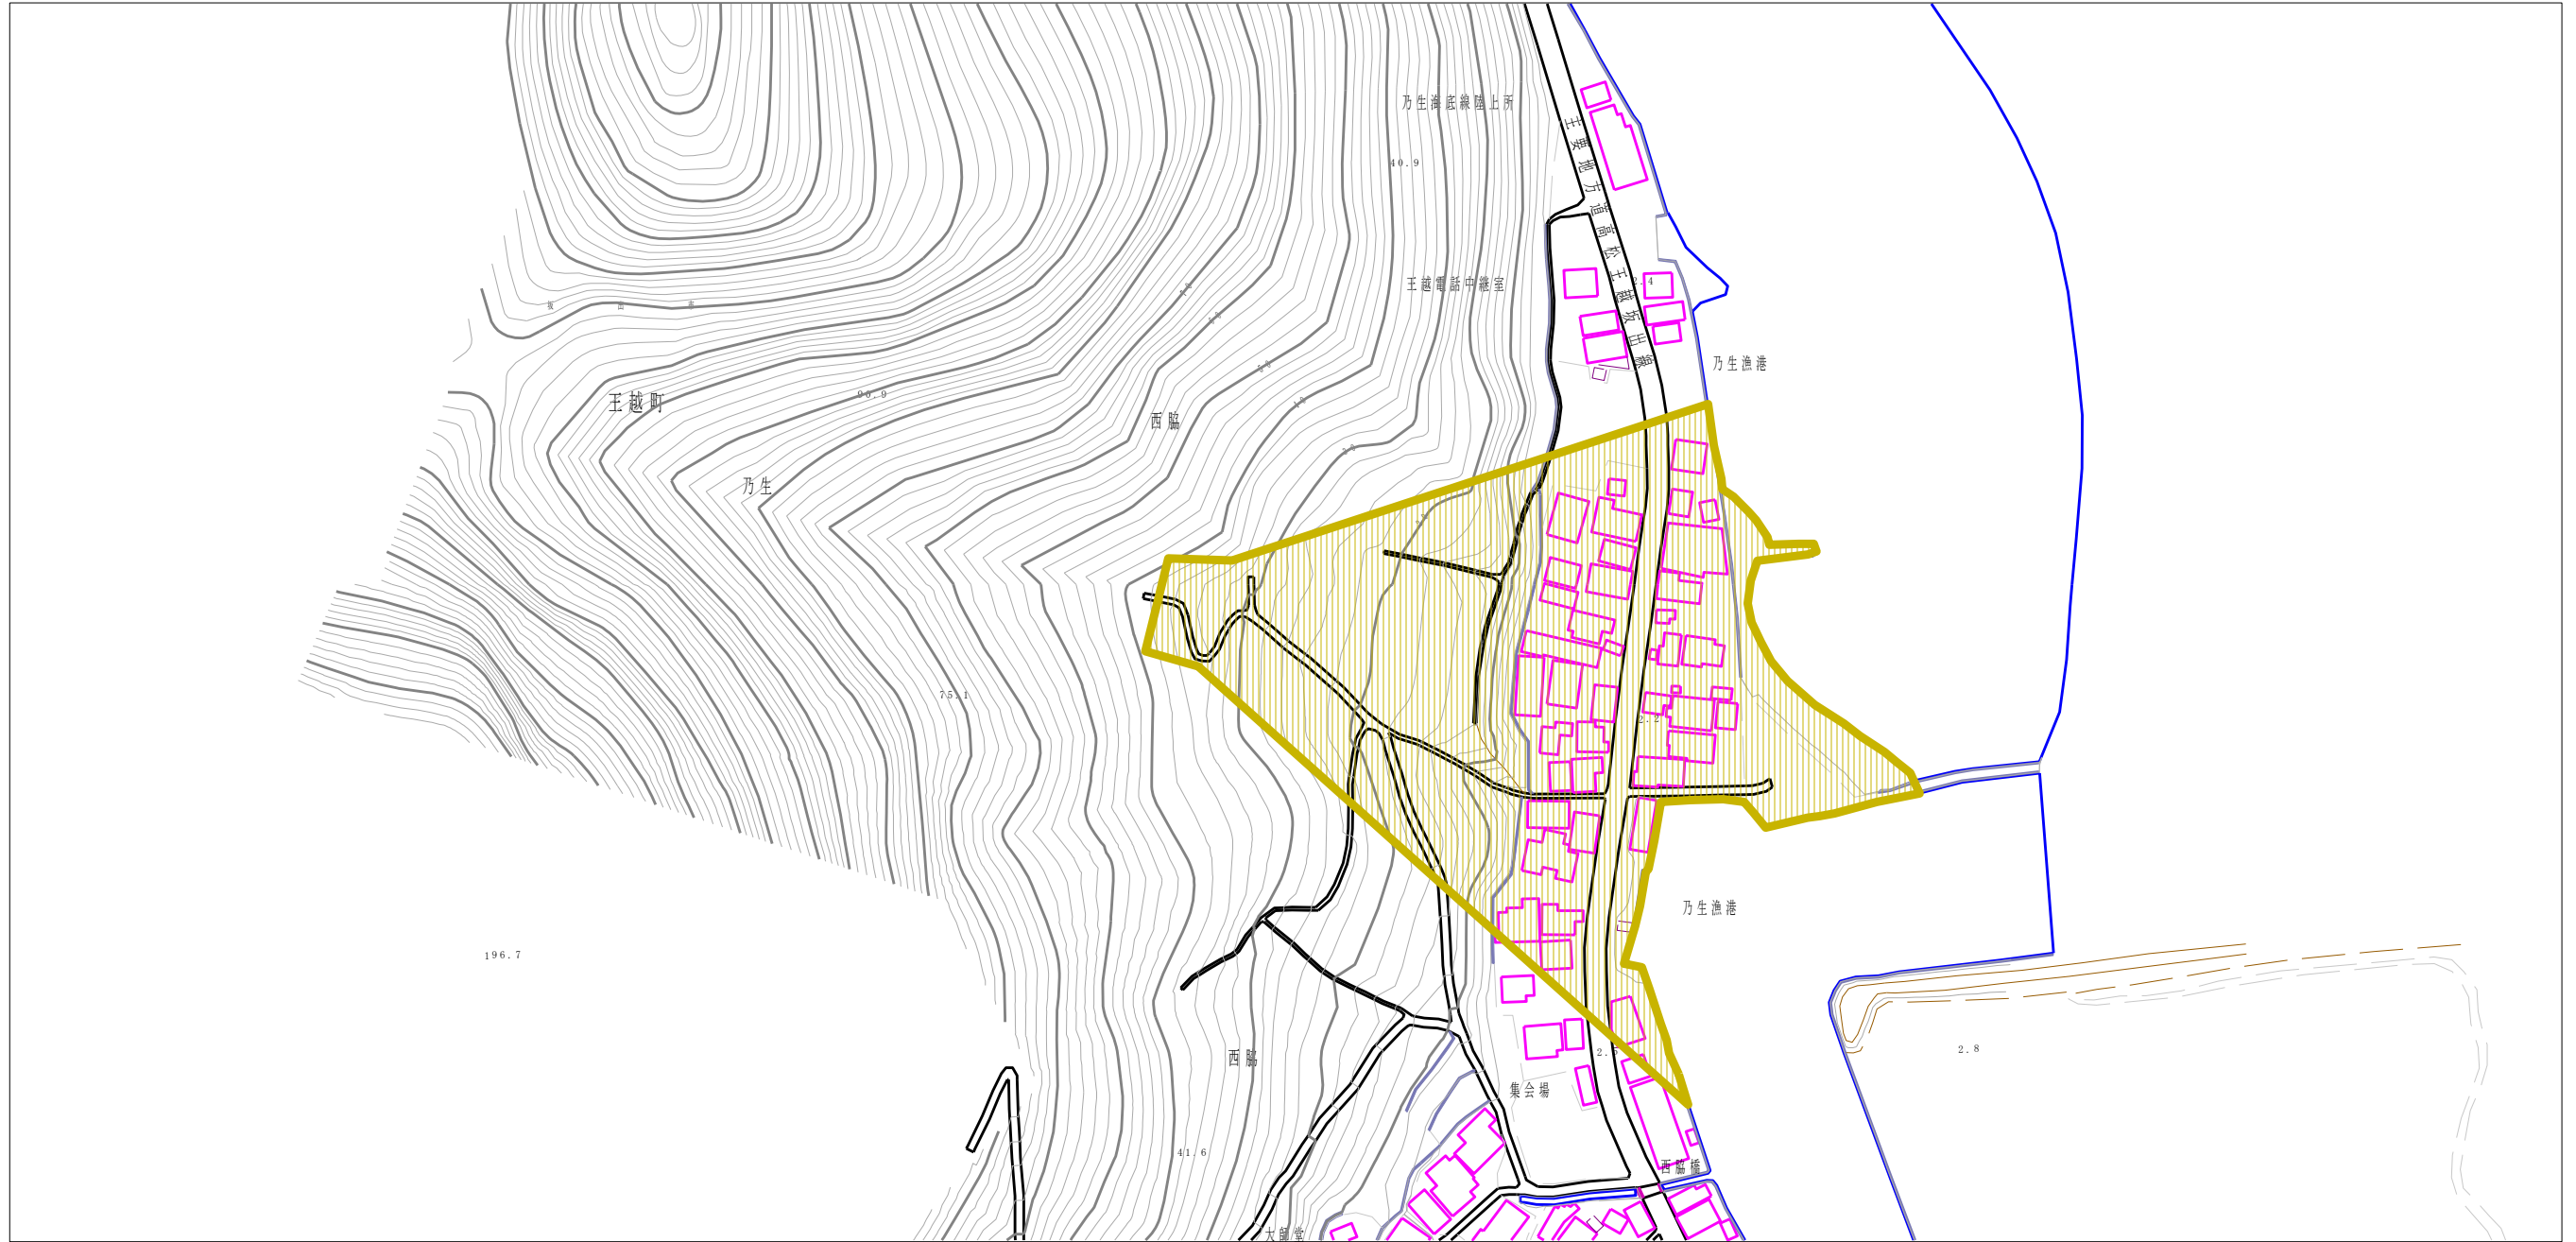 乃生海底線陸上所
主要地方道高松王越坂出線
40.9
王越電話中継室
坂出市
乃生漁港
90.9
王越町
西脇
乃生
75.1
2.2
乃生漁港
196.7
2.8
西脇
集会場
41.6
西脇橋
大師堂